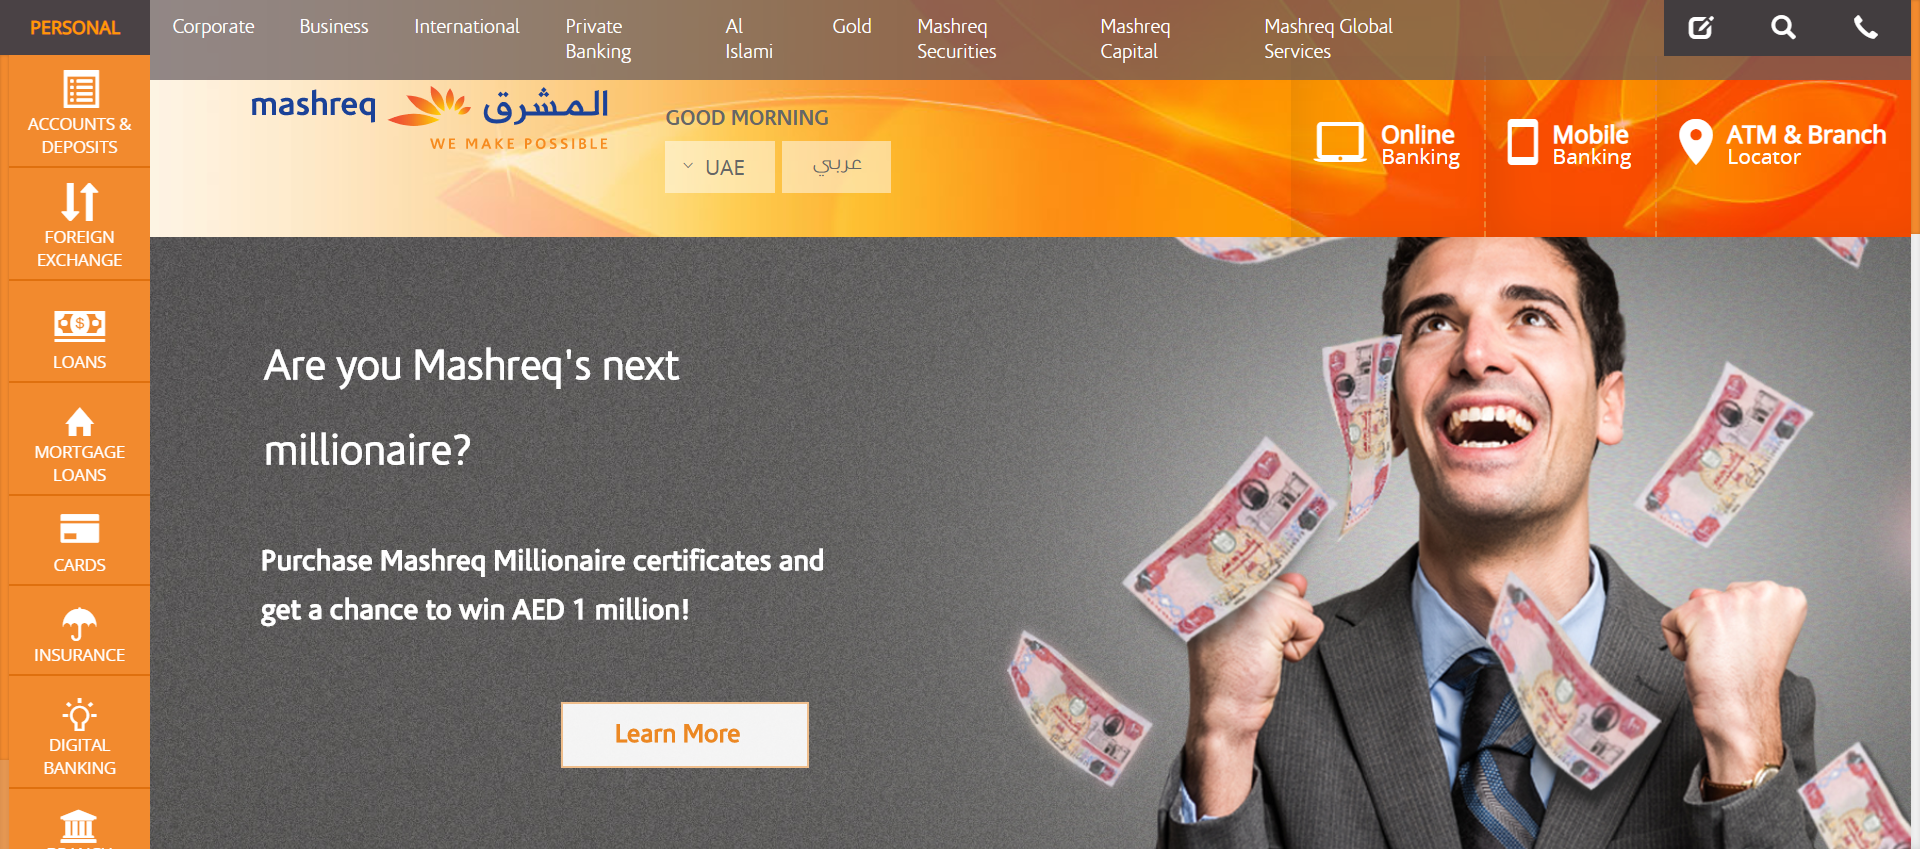 PERSONAL
Corporate
Business
International
Private
Banking
Al
Islami
Gold
Mashreq
Securities
Mashreq
Capital
Mashreq Global
Services
mashreq
المشرق
WE MAKE POSSIBLE
GOOD MORNING
UAE
عربي
Online
Banking
Mobile
Banking
ATM & Branch
Locator
ACCOUNTS &
DEPOSITS
FOREIGN
EXCHANGE
LOANS
MORTGAGE
LOANS
CARDS
INSURANCE
DIGITAL
BANKING
Are you Mashreq's next
millionaire?
Purchase Mashreq Millionaire certificates and
get a chance to win AED 1 million!
Learn More